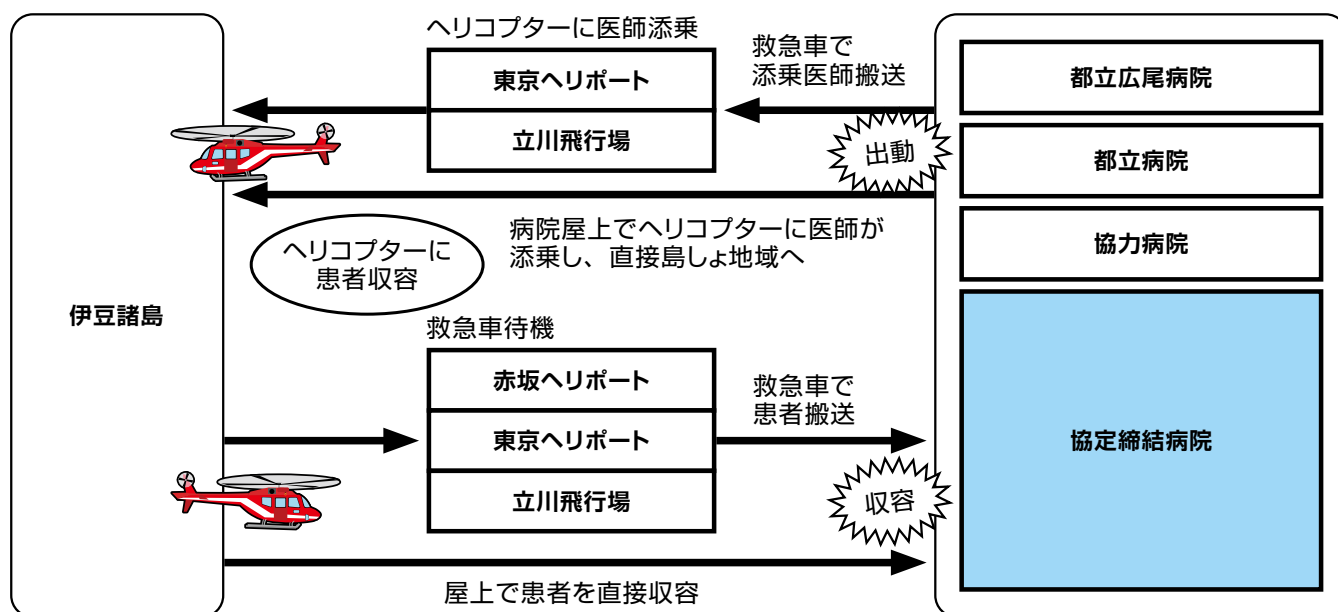 ヘリコプターに医師添乗
東京ヘリポート
立川飛行場
救急車で
添乗医師搬送
出動
都立広尾病院
都立病院
協力病院
協定締結病院
病院屋上でヘリコプターに医師が
添乗し、直接島しょ地域へ
ヘリコプターに
患者収容
伊豆諸島
救急車待機
赤坂ヘリポート
東京ヘリポート
立川飛行場
救急車で
患者搬送
収容
屋上で患者を直接収容